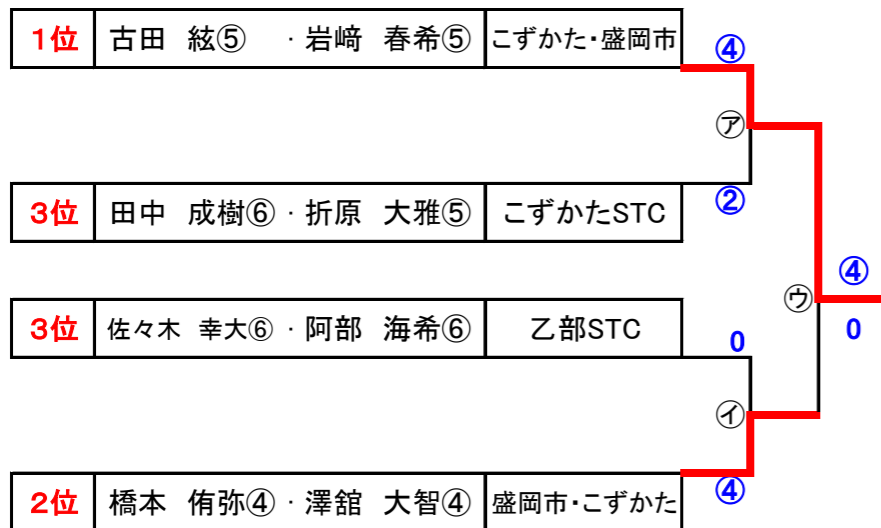 1位 古田 絃⑤ ・岩﨑 春希⑤ こずかた・盛岡市
④
㋐
3位 田中 成樹⑥・折原 大雅⑤ こずかたSTC
②
④
㋒
3位 佐々木 幸大⑥・阿部 海希⑥ 乙部STC
0
0
㋑
2位 橋本 侑弥④・澤舘 大智④ 盛岡市・こずかた
④